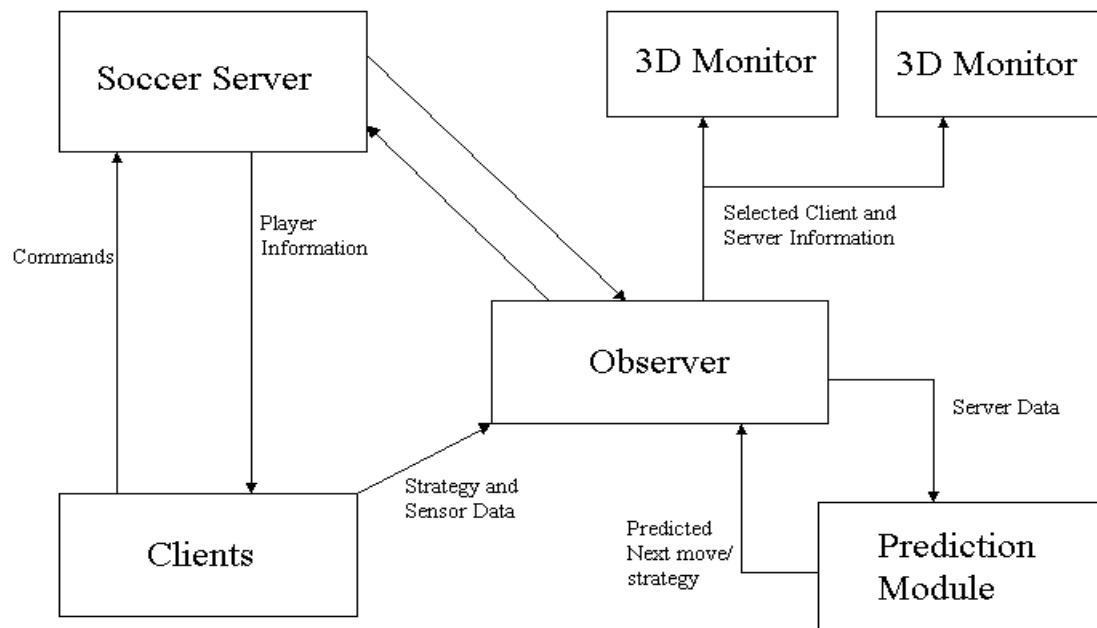 Soccer Server
3D Monitor
3D Monitor
Commands
Player
Information
Selected Client and
Server Information
Observer
Server Data
Strategy and
Sensor Data
Predicted
Next move/
strategy
Clients
Prediction
Module